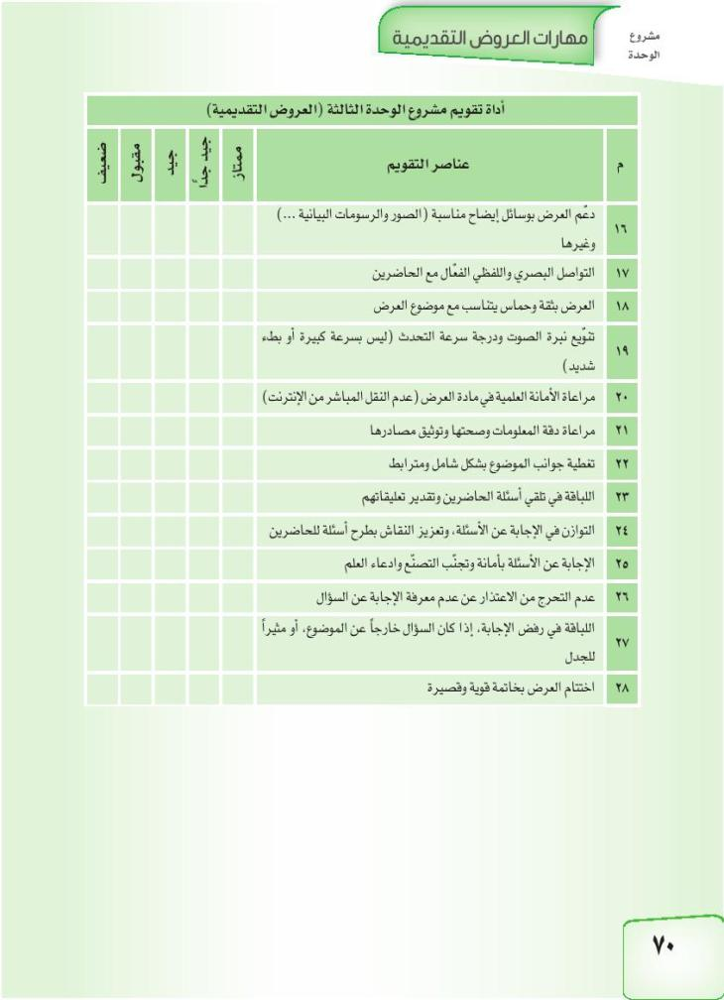 مشروع
الوحدة
مهارات العروض التقديمية
أداة تقويم مشروع الوحدة الثالثة (العروض التقديمية)
م عناصر التقويم ممتاز جيد جداً جيد مقبول ضعيف
١٦ دعّم العرض بوسائل إيضاح مناسبة (الصور والرسومات البيانية ...)
وغيرها
١٧ التواصل البصري واللفظي الفعّال مع الحاضرين
١٨ العرض بثقة وحماس يتناسب مع موضوع العرض
١٩ تنوّيع نبرة الصوت ودرجة سرعة التحدث (ليس بسرعة كبيرة أو بطء
شديد)
٢٠ مراعاة الأمانة العلمية في مادة العرض (عدم النقل المباشر من الإنترنت)
٢١ مراعاة دقة المعلومات وصحتها وتوثيق مصادرها
٢٢ تغطية جوانب الموضوع بشكل شامل ومترابط
٢٣ اللباقة في تلقي أسئلة الحاضرين وتقدير تعليقاتهم
٢٤ التوازن في الإجابة عن الأسئلة، وتعزيز النقاش بطرح أسئلة للحاضرين
٢٥ الإجابة عن الأسئلة بأمانة وتجنّب التصنّع وادعاء العلم
٢٦ عدم التحرج من الاعتذار عن عدم معرفة الإجابة عن السؤال
٢٧ اللباقة في رفض الإجابة، إذا كان السؤال خارجاً عن الموضوع، أو مثيراً
للجدل
٢٨ اختتام العرض بخاتمة قوية وقصيرة
٧٠